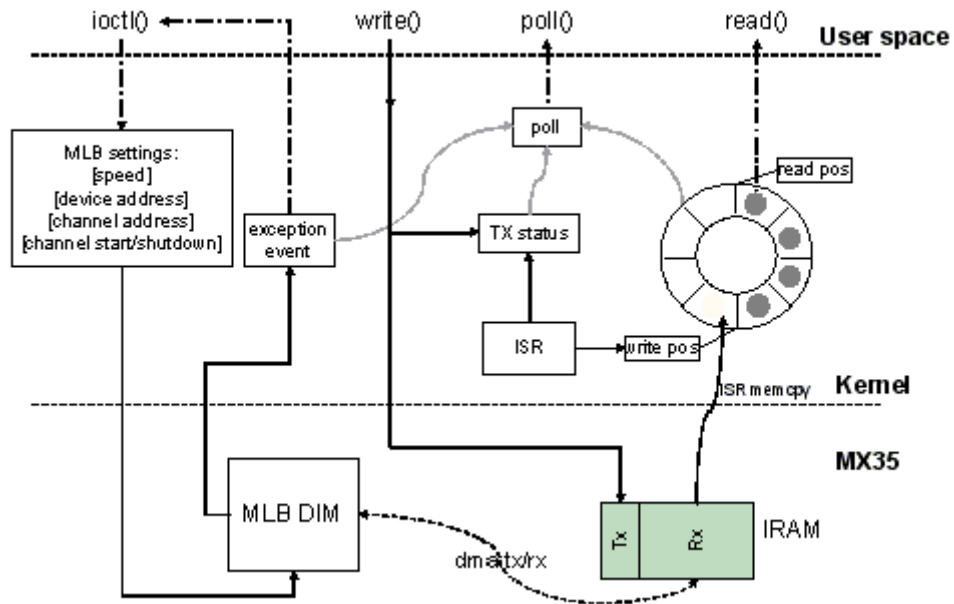 ioctl()
write()
poll()
read()
User space
poll
MLB settings:
[speed]
[device address]
[channel address]
[channel start/shutdown]
exception
event
TX status
read pos
ISR
write pos
ISR memcpy
Kernel
MX35
MLB DIM
dma tx/rx
Tx
Rx
IRAM